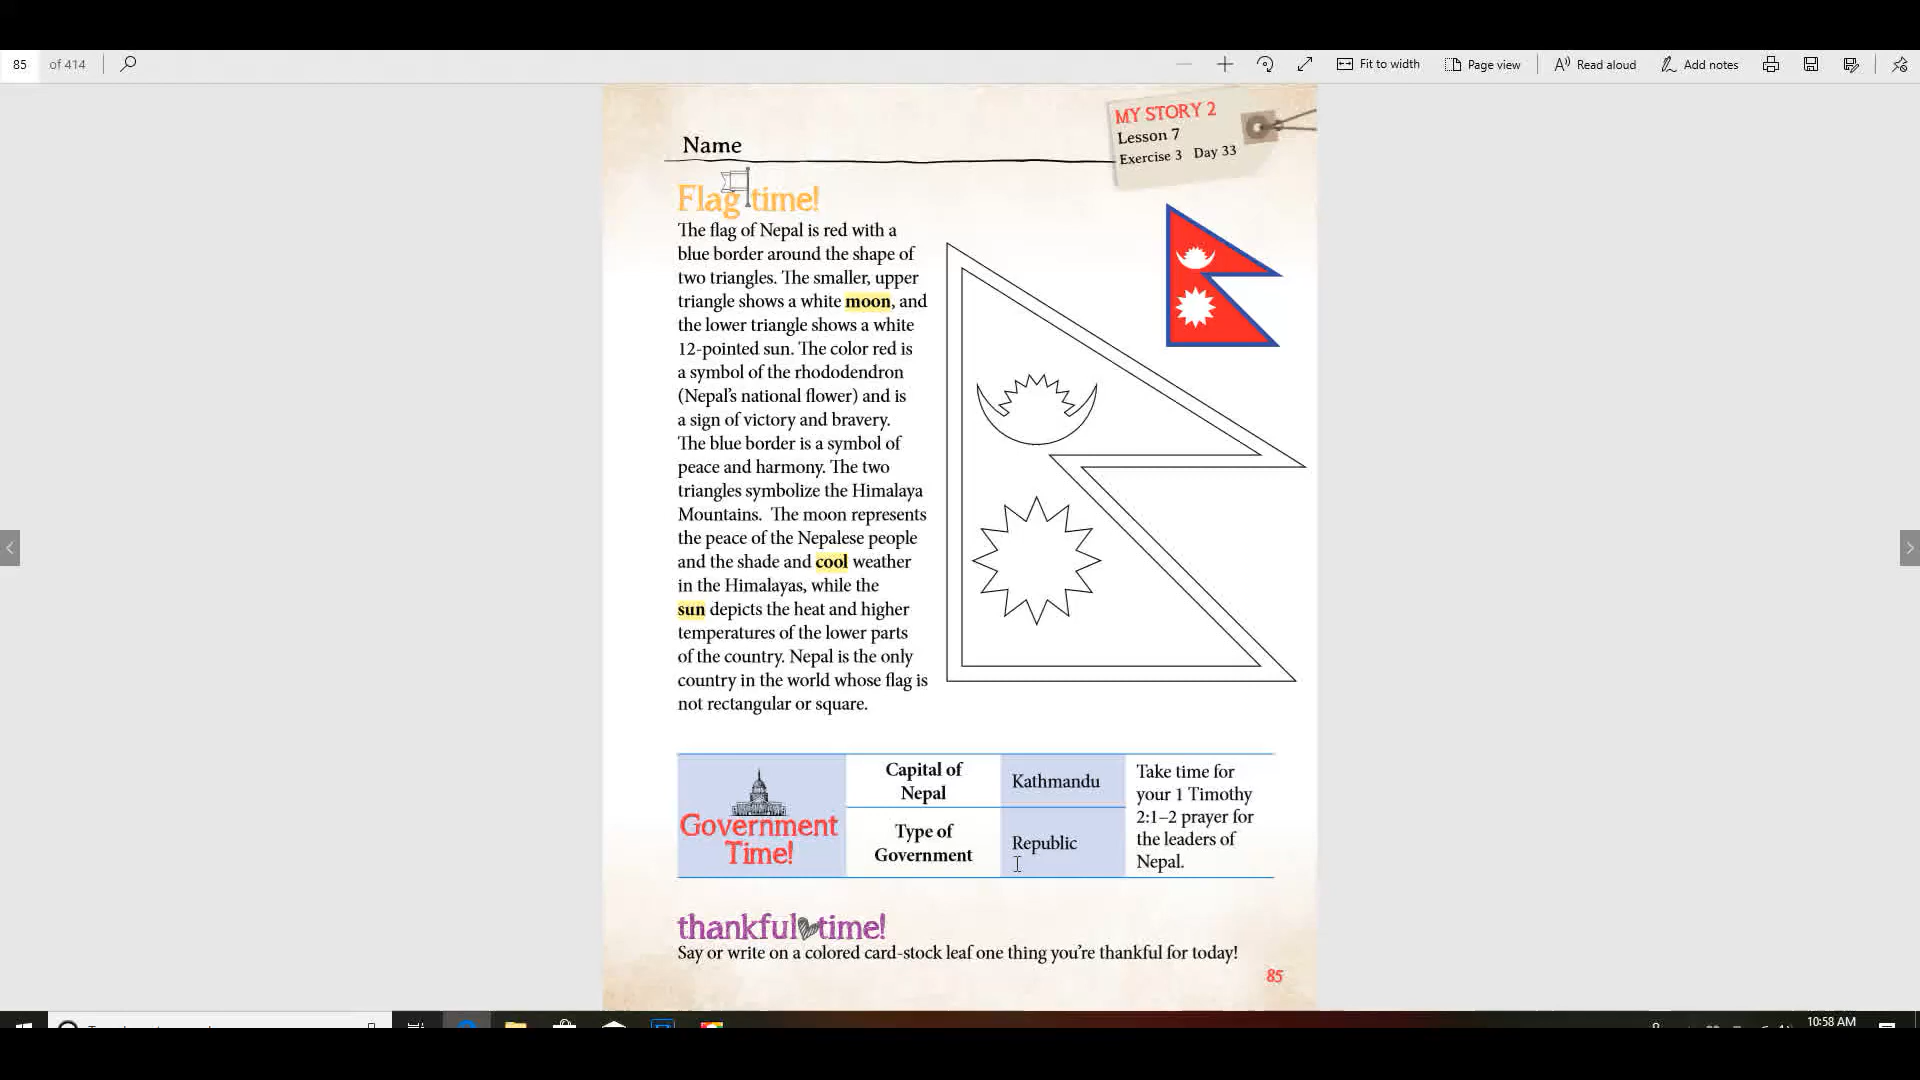 85 of 414
Fit to width
Page view
Read aloud
Add notes
MY STORY 2
Lesson 7
Exercise 3 Day 33
Name
Flag time!
The flag of Nepal is red with a
blue border around the shape of
two triangles. The smaller, upper
triangle shows a white moon, and
the lower triangle shows a white
12-pointed sun. The color red is
a symbol of the rhododendron
(Nepal's national flower) and is
a sign of victory and bravery.
The blue border is a symbol of
peace and harmony. The two
triangles symbolize the Himalaya
Mountains. The moon represents
the peace of the Nepalese people
and the shade and cool weather
in the Himalayas, while the
sun depicts the heat and higher
temperatures of the lower parts
of the country. Nepal is the only
country in the world whose flag is
not rectangular or square.
Government
Time!
Capital of
Nepal
Kathmandu
Type of
Government
Republic
Take time for
your 1 Timothy
2:1–2 prayer for
the leaders of
Nepal.
thankful time!
Say or write on a colored card-stock leaf one thing you're thankful for today!
85
10:58 AM